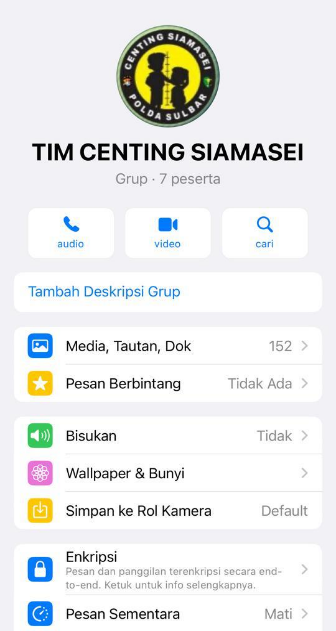 CENTING SIAMASEI
POLDA SULBAR
TIM CENTING SIAMASEI
Grup · 7 peserta
audio
video
cari
Tambah Deskripsi Grup
Media, Tautan, Dok 152
Pesan Berbintang Tidak Ada
Bisukan Tidak
Wallpaper & Bunyi
Simpan ke Rol Kamera Default
Enkripsi
Pesan dan panggilan terenkripsi secara end-
to-end. Ketuk untuk info selengkapnya.
Pesan Sementara Mati